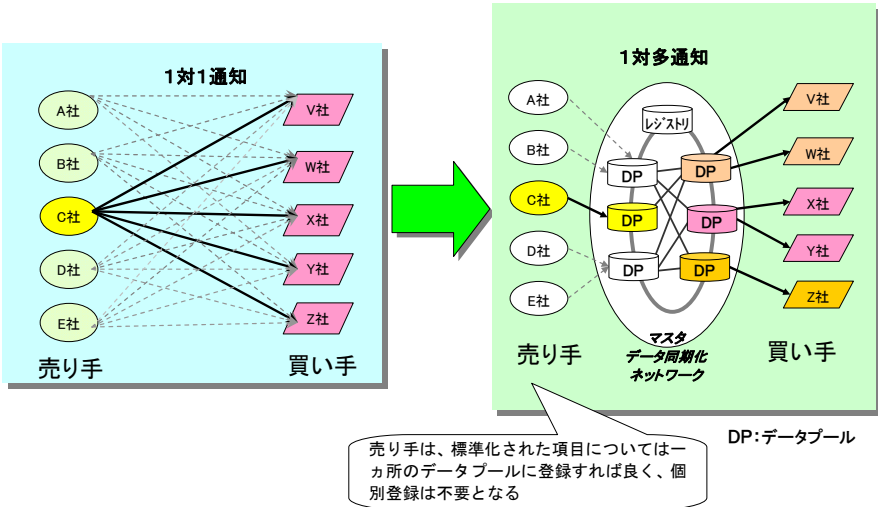 1対1通知
A社
B社
C社
D社
E社
V社
W社
X社
Y社
Z社
売り手
買い手
1対多通知
A社
B社
C社
D社
E社
レジストリ
DP
DP
DP
DP
DP
DP
V社
W社
X社
Y社
Z社
売り手
マスタ
データ同期化
ネットワーク
買い手
DP:データプール
売り手は、標準化された項目については一
ヵ所のデータプールに登録すれば良く、個
別登録は不要となる